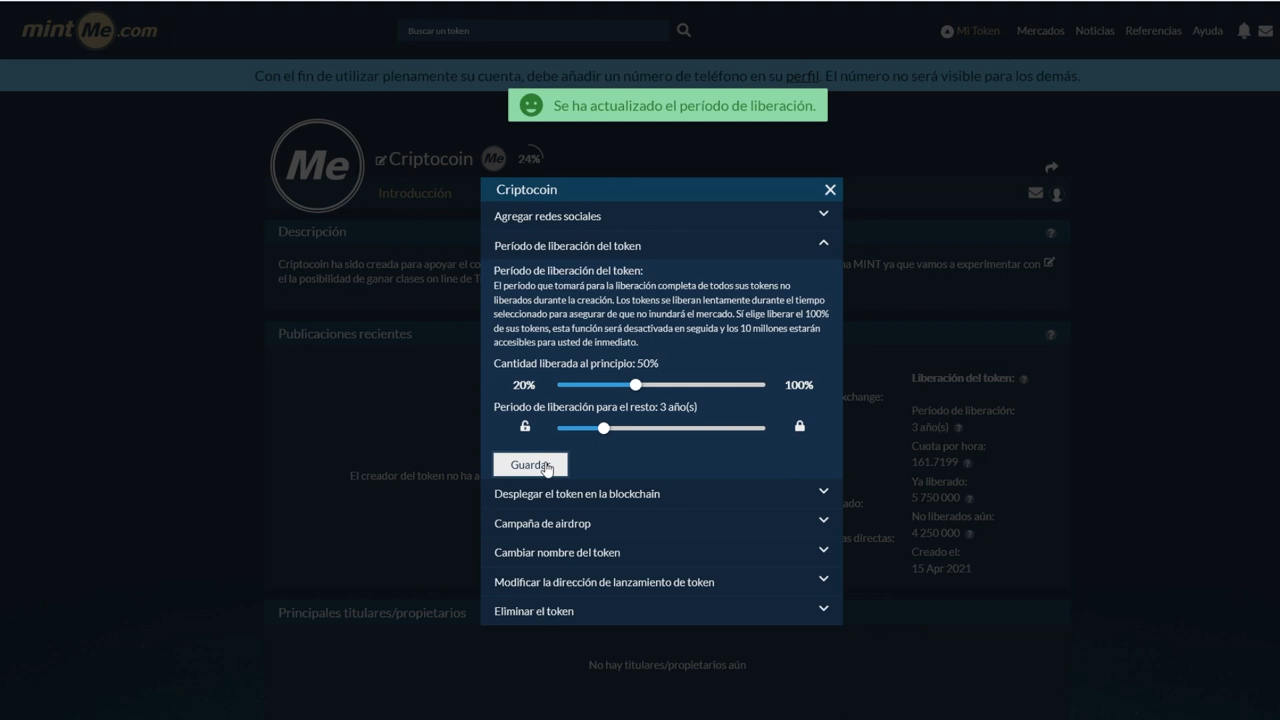 mintMe.com
Buscar un token
Mi Token
Mercados
Noticias
Referencias
Ayuda
Con el fin de utilizar plenamente su cuenta, debe añadir un número de teléfono en su perfil. El número no será visible para los demás.
Se ha actualizado el período de liberación.
Me
Criptocoin
Me
24%
Introducción
Descripción
Criptocoin ha sido creada para apoyar el co
na MINT ya que vamos a experimentar con
el la posibilidad de ganar clases on line de T
Publicaciones recientes
El creador del token no ha a
Criptocoin
Agregar redes sociales
Período de liberación del token
Período de liberación del token:
El período que tomará para la liberación completa de todos sus tokens no
liberados durante la creación. Los tokens se liberan lentamente durante el tiempo
seleccionado para asegurar de que no inundará el mercado. Sí elige liberar el 100%
de sus tokens, esta función será desactivada en seguida y los 10 millones estarán
accesibles para usted de inmediato.
Cantidad liberada al principio: 50%
20%
100%
Periodo de liberación para el resto: 3 año(s)
Guardar
Desplegar el token en la blockchain
Campaña de airdrop
Cambiar nombre del token
Modificar la dirección de lanzamiento de token
Eliminar el token
xchange:
ado:
as directas:
Liberación del token:
Período de liberación:
3 año(s)
Cuota por hora:
161.7199
Ya liberado:
5 750 000
No liberados aún:
4 250 000
Creado el:
15 Apr 2021
Principales titulares/propietarios
No hay titulares/propietarios aún